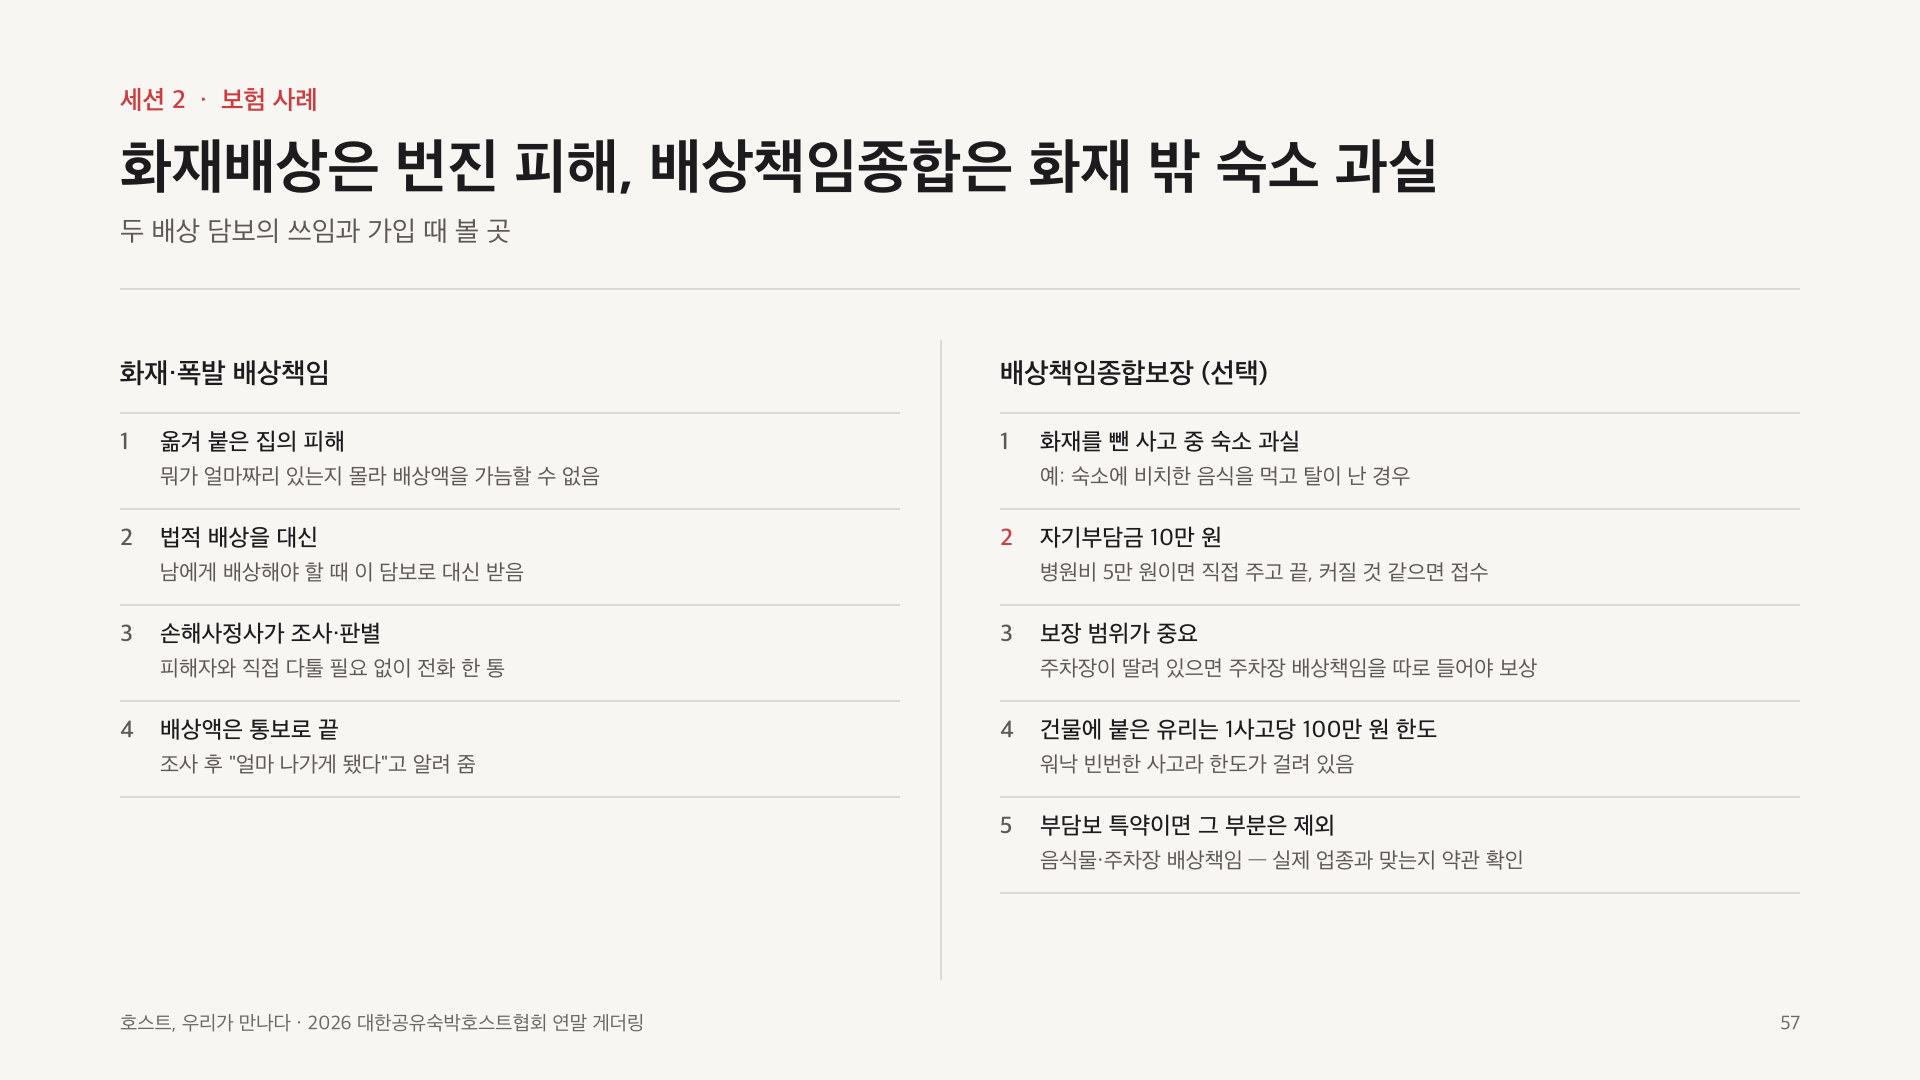 세션 2 · 보험 사례
화재배상은 번진 피해, 배상책임종합은 화재 밖 숙소 과실
두 배상 담보의 쓰임과 가입 때 볼 곳
화재·폭발 배상책임
1 옮겨 붙은 집의 피해
뭐가 얼마짜리 있는지 몰라 배상액을 가늠할 수 없음
2 법적 배상을 대신
남에게 배상해야 할 때 이 담보로 대신 받음
3 손해사정사가 조사·판별
피해자와 직접 다툴 필요 없이 전화 한 통
4 배상액은 통보로 끝
조사 후 "얼마 나가게 됐다"고 알려 줌
배상책임종합보장 (선택)
1 화재를 뺀 사고 중 숙소 과실
예: 숙소에 비치한 음식을 먹고 탈이 난 경우
2 자기부담금 10만 원
병원비 5만 원이면 직접 주고 끝, 커질 것 같으면 접수
3 보장 범위가 중요
주차장이 딸려 있으면 주차장 배상책임을 따로 들어야 보상
4 건물에 붙은 유리는 1사고당 100만 원 한도
워낙 빈번한 사고라 한도가 걸려 있음
5 부담보 특약이면 그 부분은 제외
음식물·주차장 배상책임 — 실제 업종과 맞는지 약관 확인
호스트, 우리가 만나다 · 2026 대한공유숙박호스트협회 연말 게더링
57